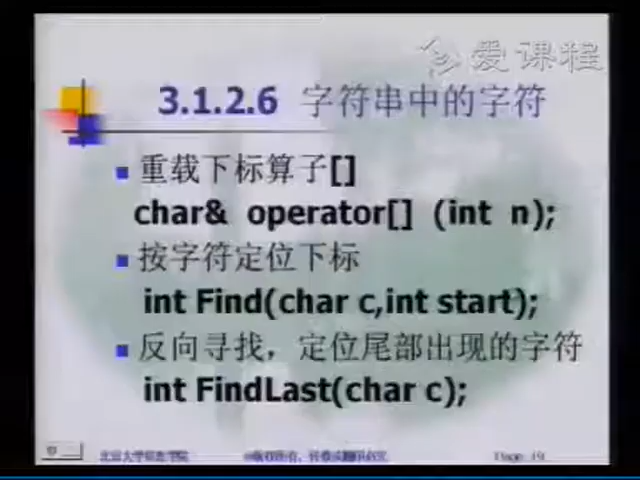 爱课程
3.1.2.6 字符串中的字符
重载下标算子[]
char& operator[] (int n);
按字符定位下标
int Find(char c,int start);
反向寻找，定位尾部出现的字符
int FindLast(char c);
Page 19